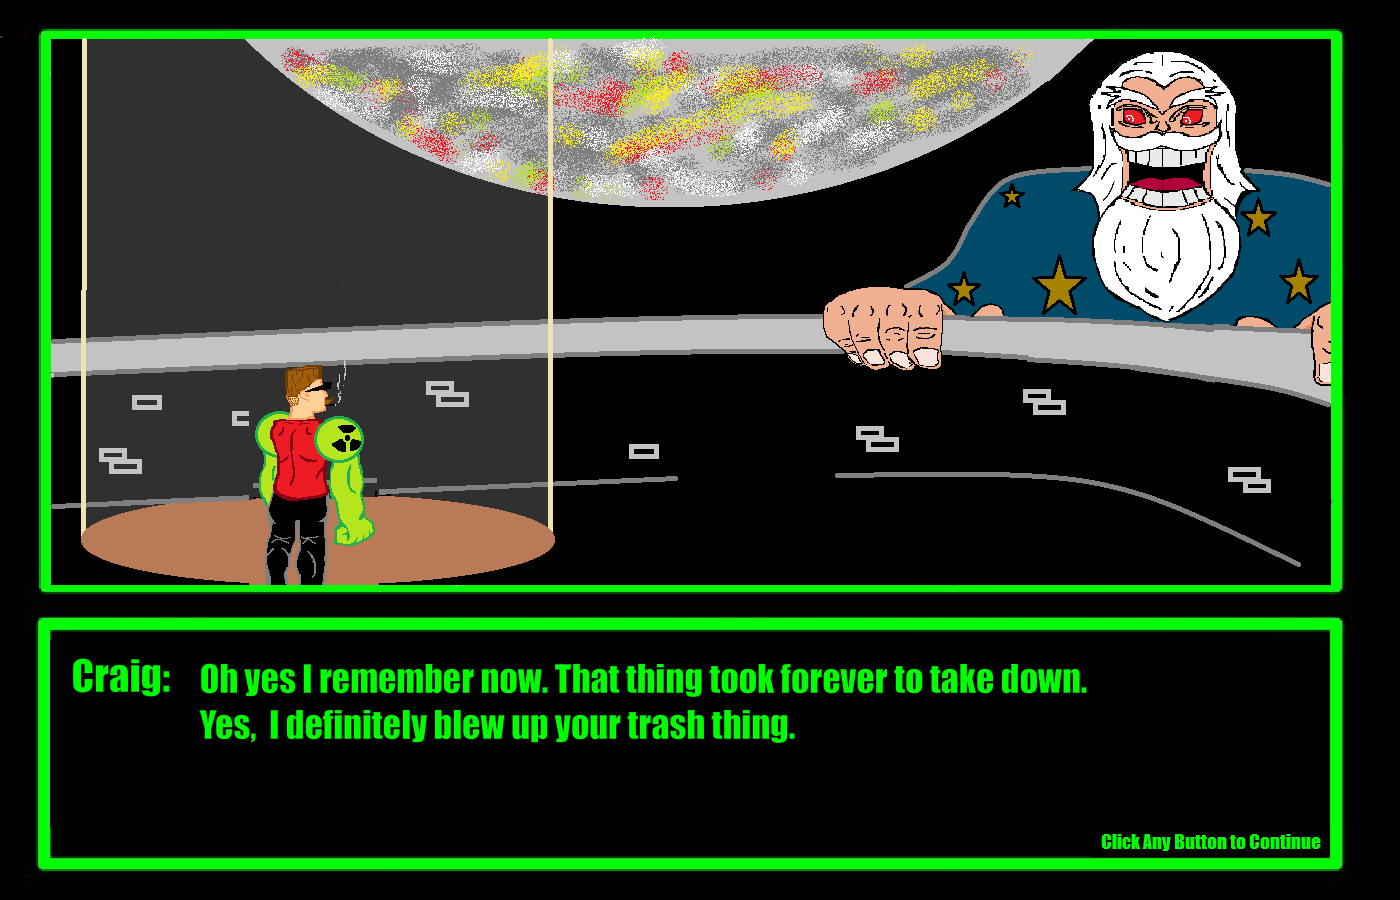 Craig: Oh yes I remember now. That thing took forever to take down.
Yes, I definitely blew up your trash thing.
Click Any Button to Continue